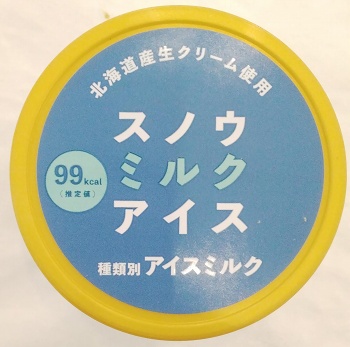 北海道産生クリーム使用
スノウ
ミルク
アイス
99kcal
(推定値)
種類別 アイスミルク